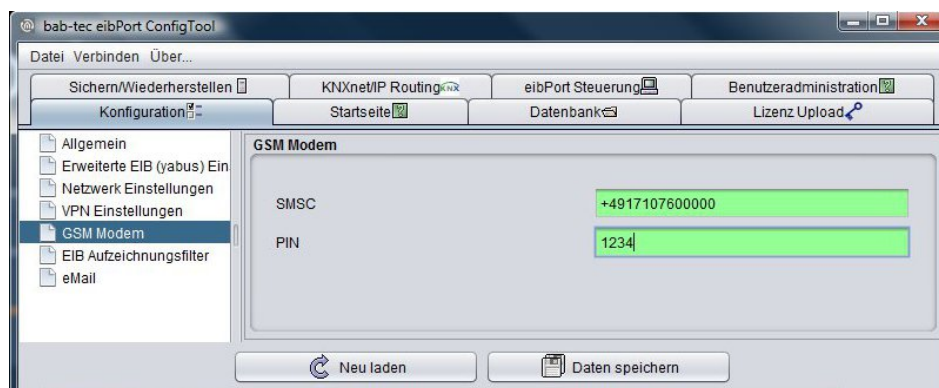 bab-tec eibPort ConfigTool
Datei Verbinden Über...
Sichern/Wiederherstellen KNXnet/IP Routing KNX eibPort Steuerung Benutzeradministration
Konfiguration Startseite Datenbank Lizenz Upload
Allgemein
Erweiterte EIB (yabus) Ein
Netzwerk Einstellungen
VPN Einstellungen
GSM Modem
EIB Aufzeichnungsfilter
eMail
GSM Modem
SMSC +4917107600000
PIN 1234
Neu laden Daten speichern